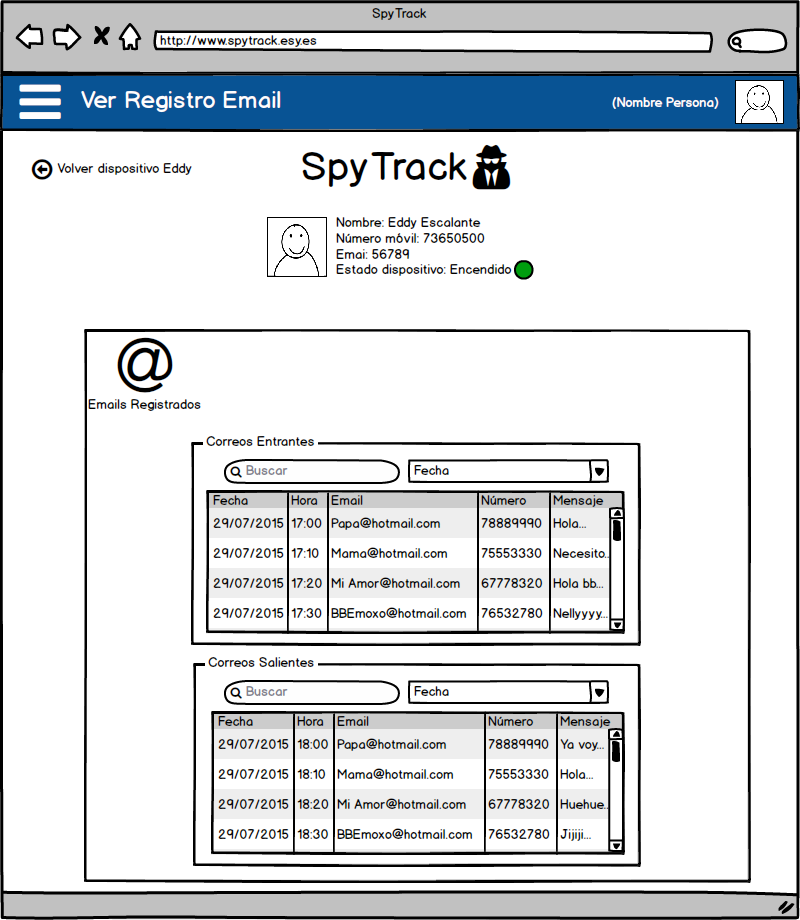 SpyTrack
http://www.spytrack.esy.es
Ver Registro Email
(Nombre Persona)
Volver dispositivo Eddy
SpyTrack
Nombre: Eddy Escalante
Número móvil: 73650500
Emai: 56789
Estado dispositivo: Encendido
@
Emails Registrados
Correos Entrantes
Buscar Fecha
Fecha Hora Email Número Mensaje
29/07/2015 17:00 Papa@hotmail.com 78889990 Hola...
29/07/2015 17:10 Mama@hotmail.com 75553330 Necesito..
29/07/2015 17:20 Mi Amor@hotmail.com 67778320 Hola bb...
29/07/2015 17:30 BBEmoxo@hotmail.com 76532780 Nellyyyy...
Correos Salientes
Buscar Fecha
Fecha Hora Email Número Mensaje
29/07/2015 18:00 Papa@hotmail.com 78889990 Ya voy...
29/07/2015 18:10 Mama@hotmail.com 75553330 Hola...
29/07/2015 18:20 Mi Amor@hotmail.com 67778320 Huehue..
29/07/2015 18:30 BBEmoxo@hotmail.com 76532780 Jijiji...